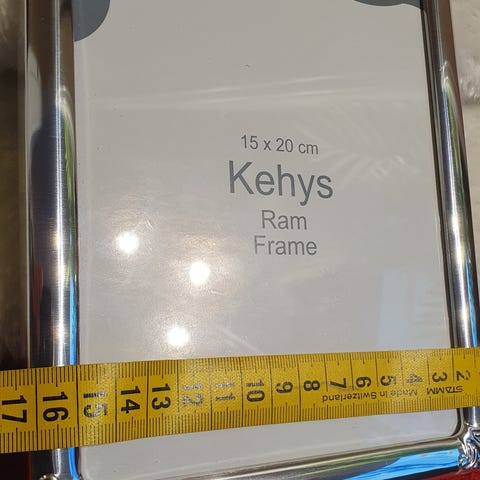 15 x 20 cm
Kehys
Ram
Frame
17 16 15 14 13 12 11 10 9 8 7 6 5 4 3 2
STAMM Made in Switzerland